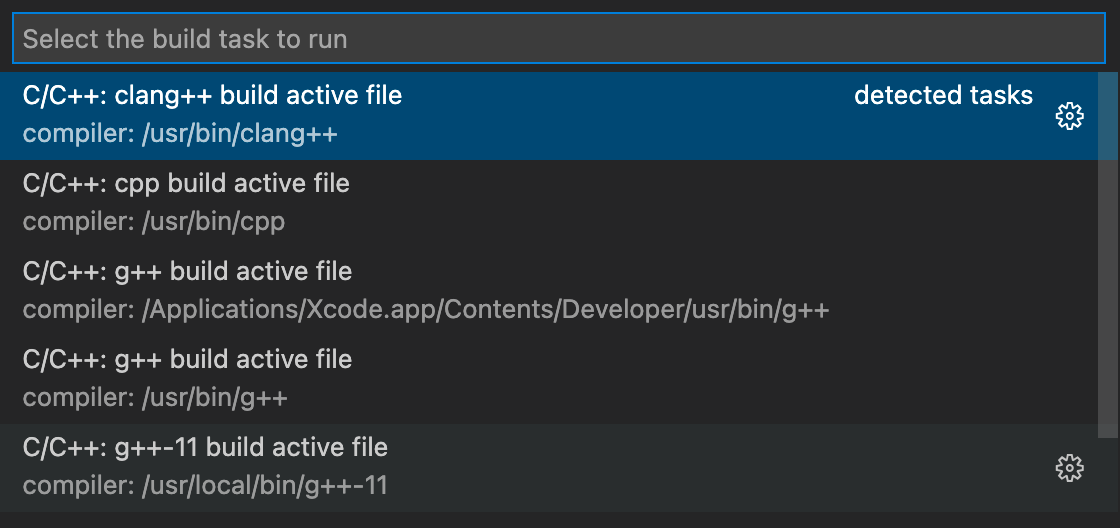 Select the build task to run
C/C++: clang++ build active file detected tasks
compiler: /usr/bin/clang++
C/C++: cpp build active file
compiler: /usr/bin/cpp
C/C++: g++ build active file
compiler: /Applications/Xcode.app/Contents/Developer/usr/bin/g++
C/C++: g++ build active file
compiler: /usr/bin/g++
C/C++: g++-11 build active file
compiler: /usr/local/bin/g++-11